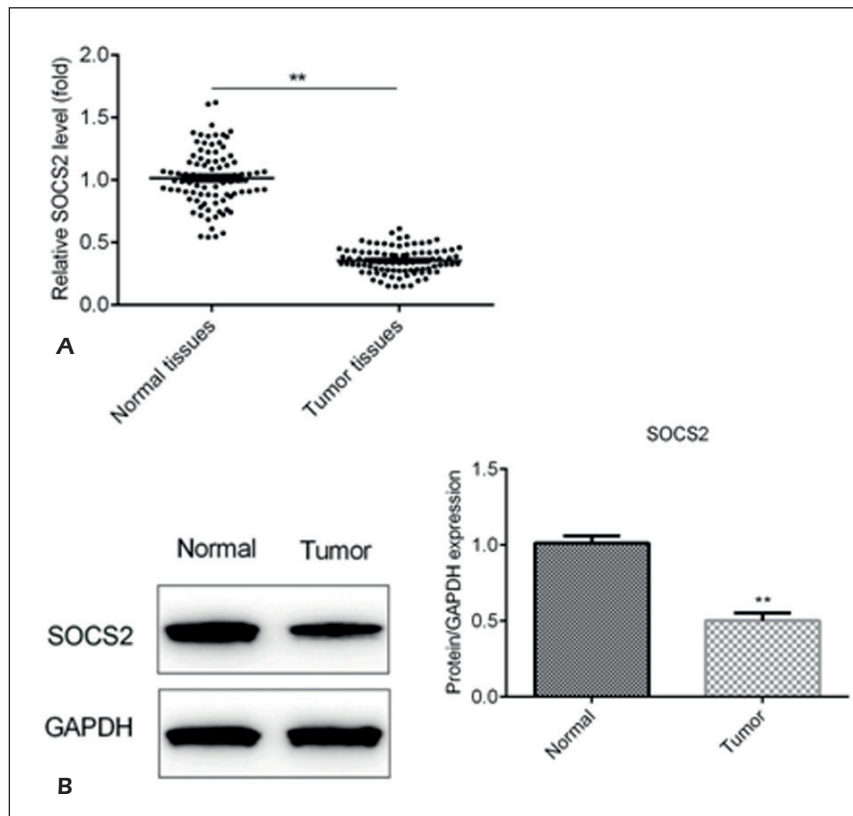 Relative SOCS2 level (fold)
2.0
1.5
1.0
0.5
0.0
**
Normal tissues
Tumor tissues
A
Normal Tumor
SOCS2
GAPDH
B
SOCS2
Protein/GAPDH expression
1.5
1.0
0.5
0.0
**
Normal
Tumor